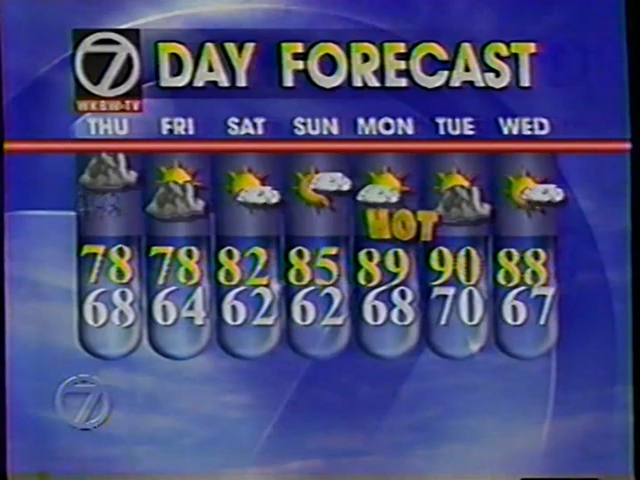 7 DAY FORECAST
WKBW-TV
THU FRI SAT SUN MON TUE WED
HOT
78 78 82 85 89 90 88
68 64 62 62 68 70 67
7